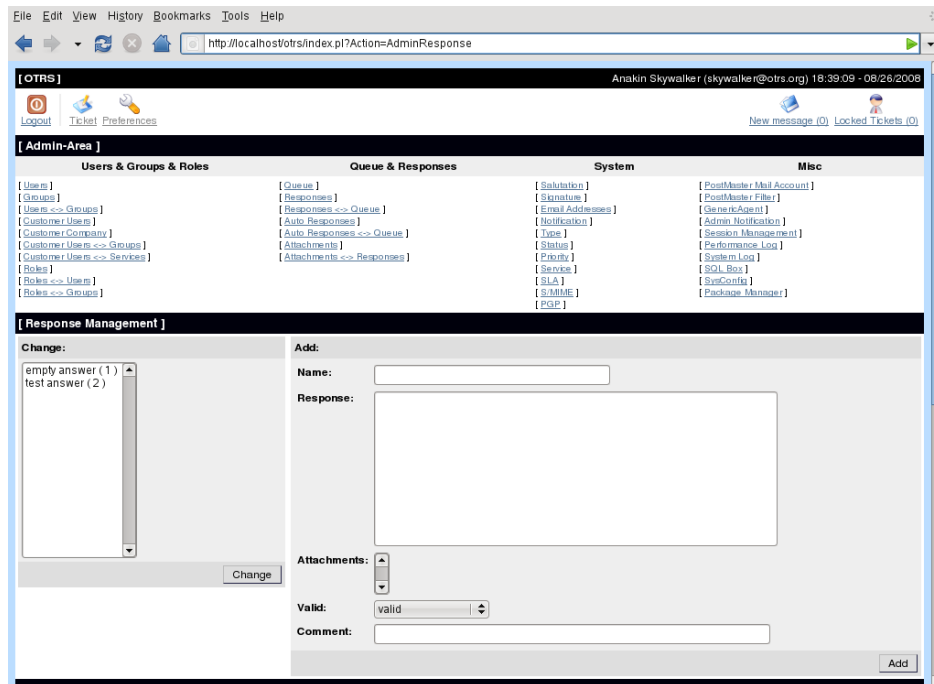 File Edit View History Bookmarks Tools Help
http://localhost/otrs/index.pl?Action=AdminResponse
[ OTRS ] Anakin Skywalker (skywalker@otrs.org) 18:39:09 - 08/26/2008
Logout Ticket Preferences New message (0) Locked Tickets (0)
[ Admin-Area ]
Users & Groups & Roles Queue & Responses System Misc
[ Users ] [ Queue ] [ Salutation ] [ PostMaster Mail Account ]
[ Groups ] [ Responses ] [ Signature ] [ PostMaster Filter ]
[ Users <-> Groups ] [ Responses <-> Queue ] [ Email Addresses ] [ GenericAgent ]
[ Customer Users ] [ Auto Responses ] [ Notification ] [ Admin Notification ]
[ Customer Company ] [ Auto Responses <-> Queue ] [ Type ] [ Session Management ]
[ Customer Users <-> Groups ] [ Attachments ] [ Status ] [ Performance Log ]
[ Customer Users <-> Services ] [ Attachments <-> Responses ] [ Priority ] [ System Log ]
[ Roles ] [ Service ] [ SQL Box ]
[ Roles <-> Users ] [ SLA ] [ SysConfig ]
[ Roles <-> Groups ] [ S/MIME ] [ Package Manager ]
[ PGP ]
[ Response Management ]
Change: Add:
empty answer ( 1 )
test answer ( 2 )
Change
Name:
Response:
Attachments:
Valid: valid
Comment:
Add